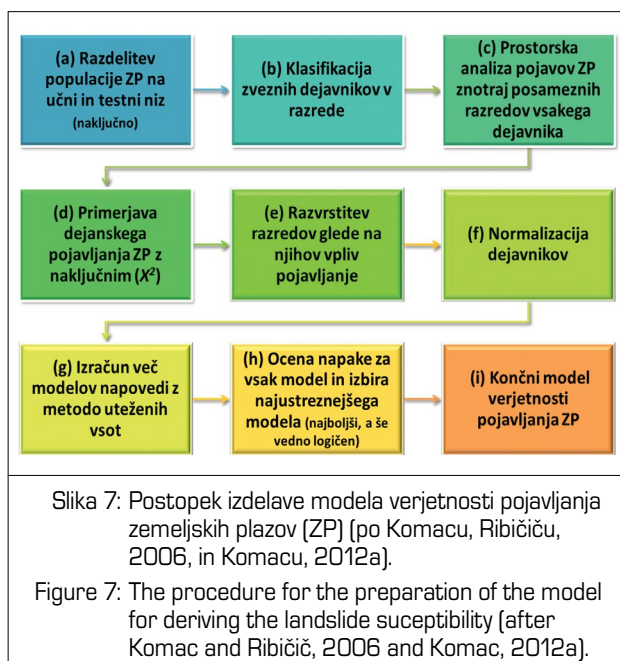 (a) Razdelitev
populacije ZP na
učni in testni niz
(naključno)
(b) Klasifikacija
zveznih dejavnikov v
razrede
(c) Prostorska
analiza pojavov ZP
znotraj posameznih
razredov vsakega
dejavnika
(d) Primerjava
dejanskega
pojavljanja ZP z
naključnim (X²)
(e) Razvrstitev
razredov glede na
njihov vpliv
pojavljanje
(f) Normalizacija
dejavnikov
(g) Izračun več
modelov napovedi z
metodo uteženih
vsot
(h) Ocena napake za
vsak model in izbira
najustreznejšega
modela (najboljši, a še
vedno logičen)
(i) Končni model
verjetnosti
pojavljanja ZP
Slika 7: Postopek izdelave modela verjetnosti pojavljanja
zemeljskih plazov (ZP) (po Komacu, Ribičiču,
2006, in Komacu, 2012a).
Figure 7: The procedure for the preparation of the model
for deriving the landslide suceptibility (after
Komac and Ribičič, 2006 and Komac, 2012a).